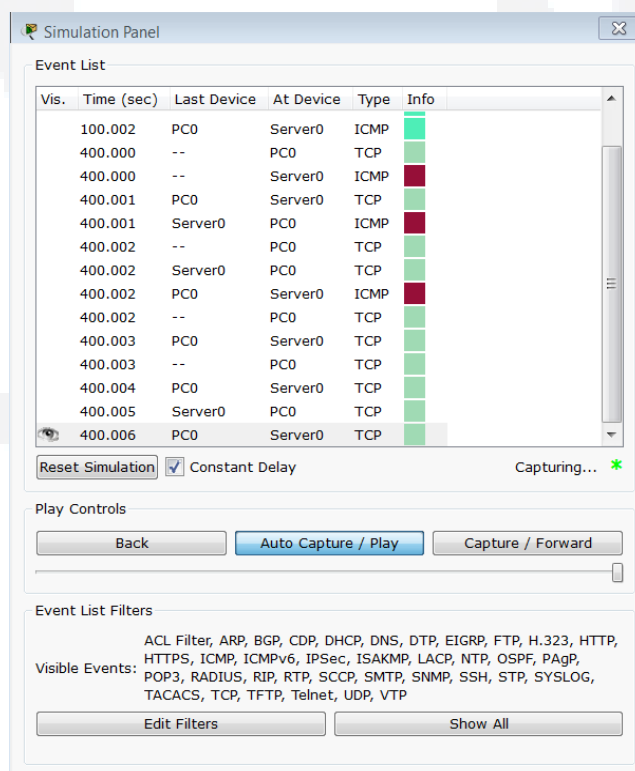 Simulation Panel
Event List
Vis. Time (sec) Last Device At Device Type Info
100.002 PC0 Server0 ICMP
400.000 -- PC0 TCP
400.000 -- Server0 ICMP
400.001 PC0 Server0 TCP
400.001 Server0 PC0 ICMP
400.002 -- PC0 TCP
400.002 Server0 PC0 TCP
400.002 PC0 Server0 ICMP
400.002 -- PC0 TCP
400.003 PC0 Server0 TCP
400.003 -- PC0 TCP
400.004 PC0 Server0 TCP
400.005 Server0 PC0 TCP
400.006 PC0 Server0 TCP
Reset Simulation Constant Delay Capturing... *
Play Controls
Back Auto Capture / Play Capture / Forward
Event List Filters
Visible Events: ACL Filter, ARP, BGP, CDP, DHCP, DNS, DTP, EIGRP, FTP, H.323, HTTP,
HTTPS, ICMP, ICMPv6, IPSec, ISAKMP, LACP, NTP, OSPF, PAgP,
POP3, RADIUS, RIP, RTP, SCCP, SMTP, SNMP, SSH, STP, SYSLOG,
TACACS, TCP, TFTP, Telnet, UDP, VTP
Edit Filters Show All